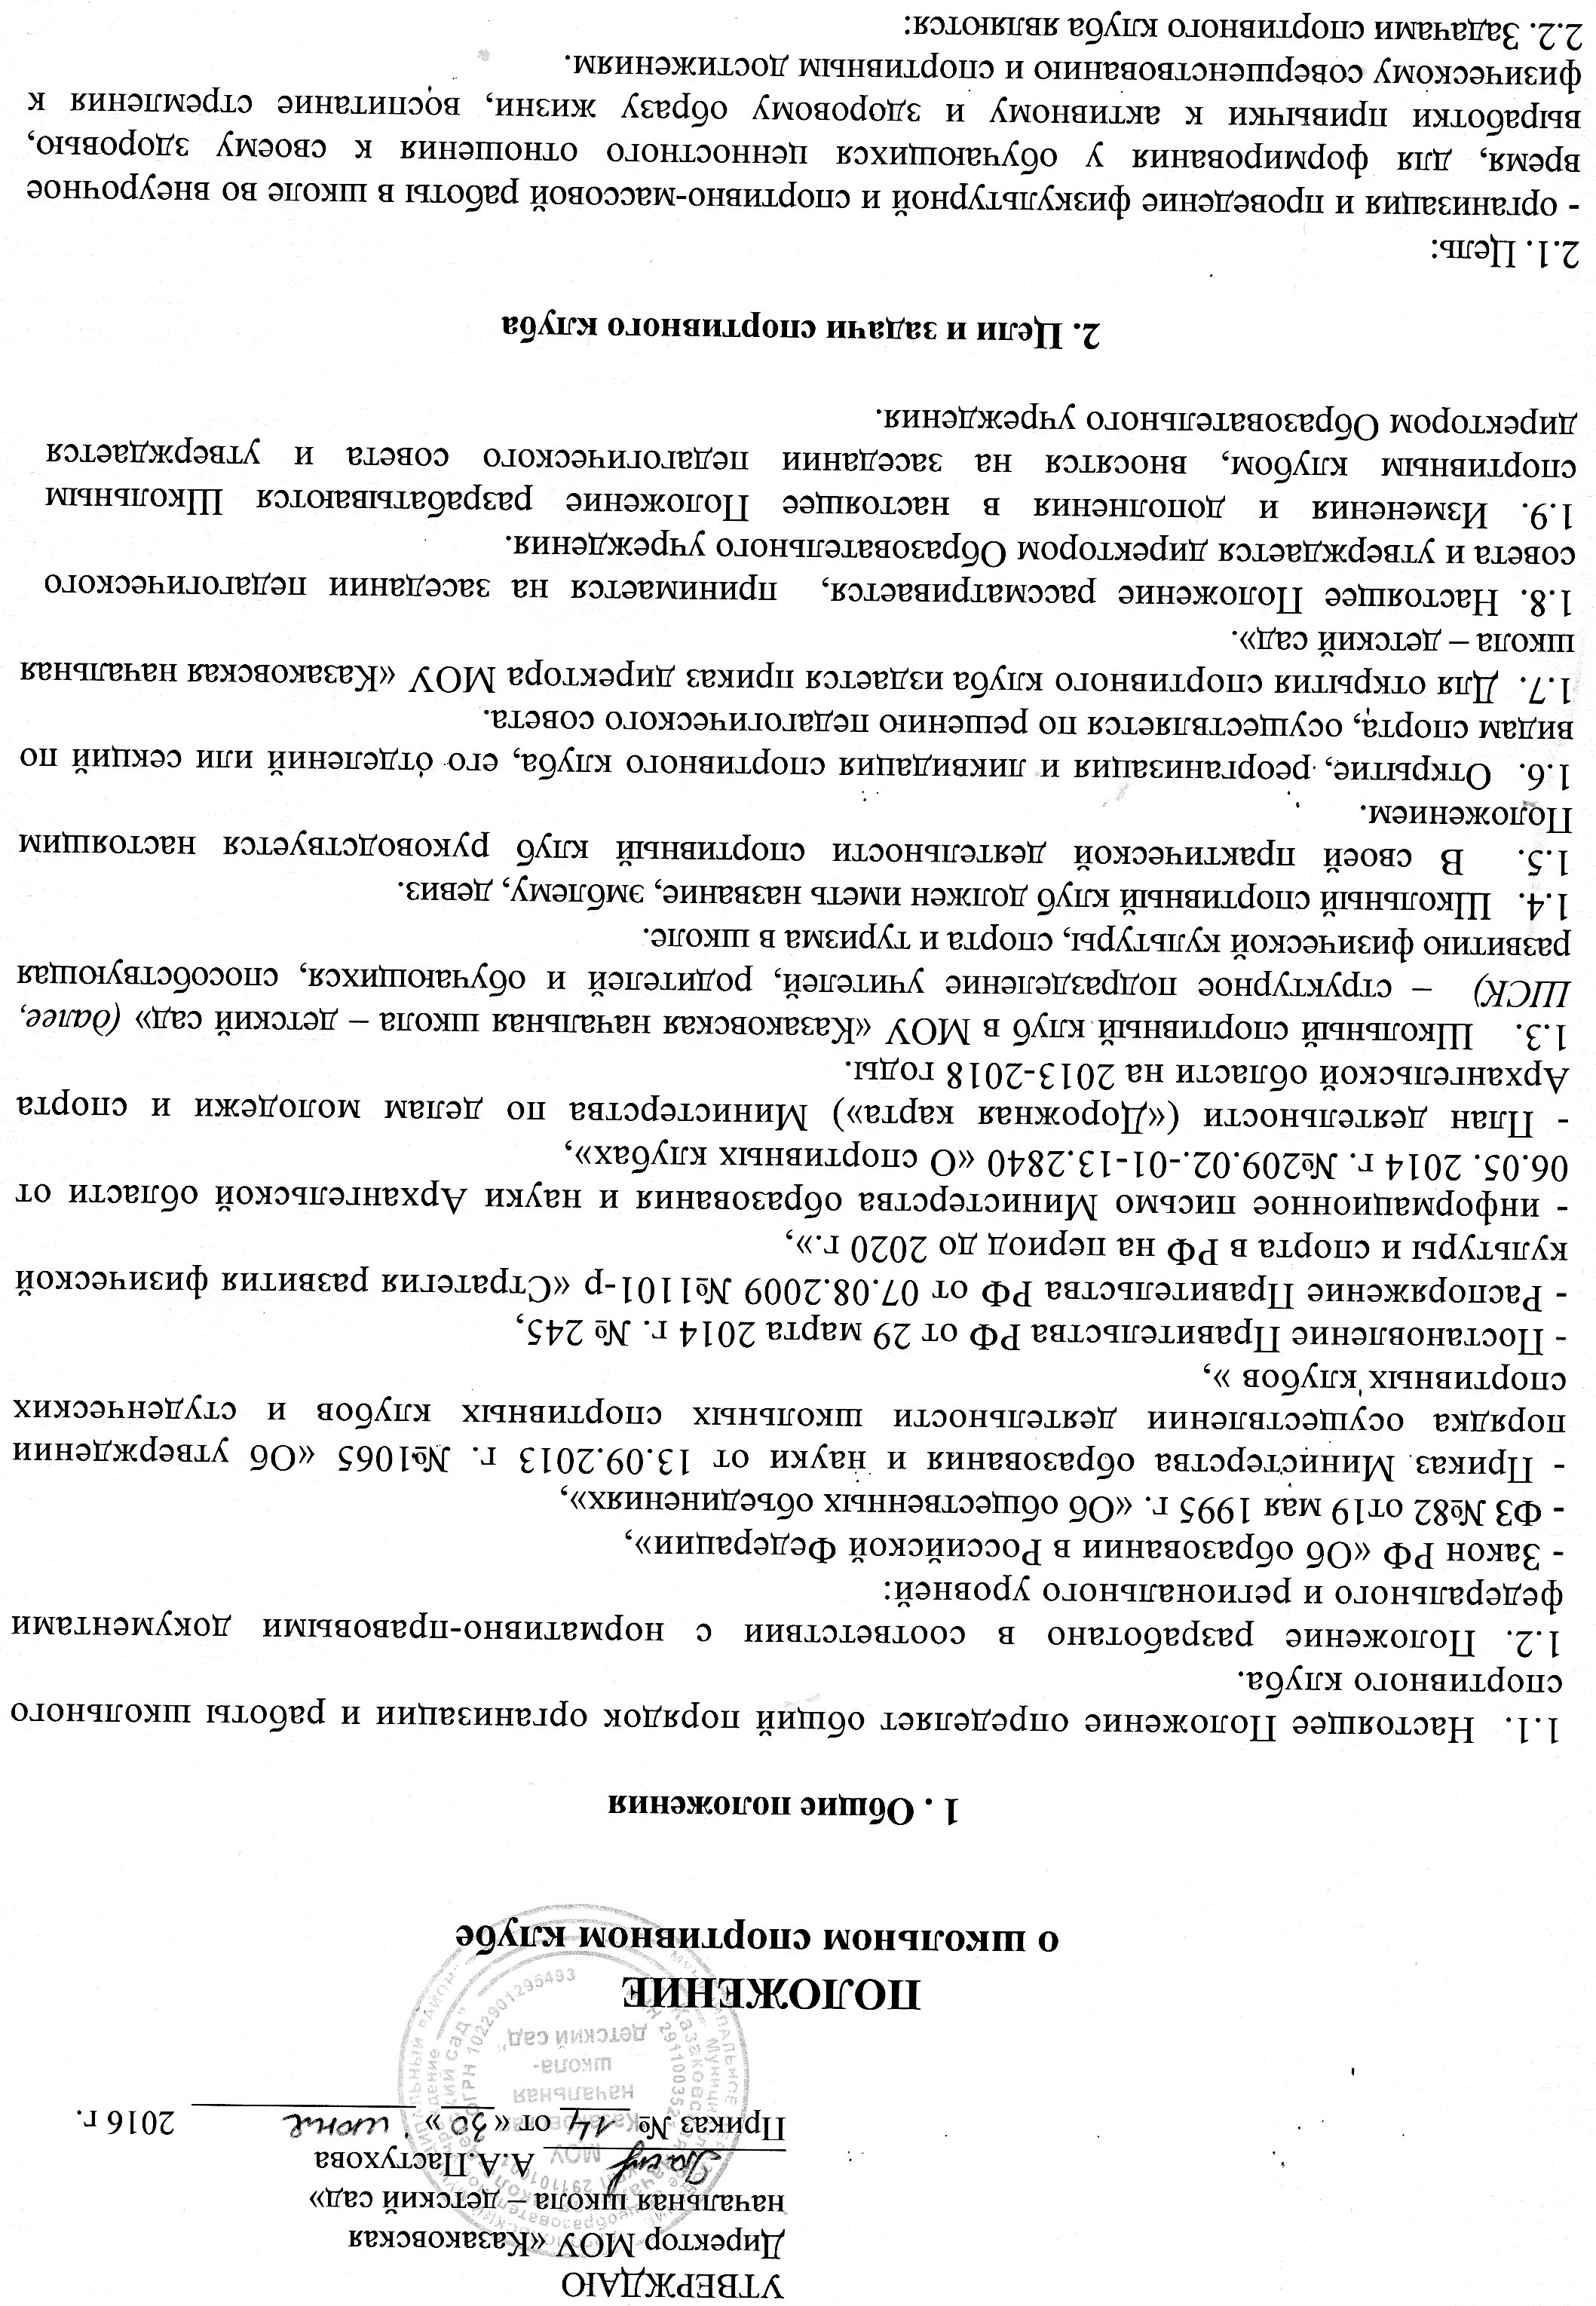 УТВЕРЖДАЮ
Директор МОУ «Казаковская
начальная школа – детский сад»
А.А.Пастухова
Приказ № 14 от «30» июня 2016 г.
МОУ
Казаковская
начальная
школа-
детский сад"
ОГРН 1022901295493
ПОЛОЖЕНИЕ
о школьном спортивном клубе
1 . Общие положения
1.1. Настоящее Положение определяет общий порядок организации и работы школьного
спортивного клуба.
1.2. Положение разработано в соответствии с нормативно-правовыми документами
федерального и регионального уровней:
- Закон РФ «Об образовании в Российской Федерации»,
- ФЗ №82 от19 мая 1995 г. «Об общественных объединениях»,
- Приказ Министерства образования и науки от 13.09.2013 г. №1065 «Об утверждении
порядка осуществлении деятельности школьных спортивных клубов и студенческих
спортивных клубов »,
- Постановление Правительства РФ от 29 марта 2014 г. № 245,
- Распоряжение Правительства РФ от 07.08.2009 №1101-р «Стратегия развития физической
культуры и спорта в РФ на период до 2020 г.»,
- информационное письмо Министерства образования и науки Архангельской области от
06.05. 2014 г. №209.02.-01-13.2840 «О спортивных клубах»,
- План деятельности («Дорожная карта») Министерства по делам молодежи и спорта
Архангельской области на 2013-2018 годы.
1.3. Школьный спортивный клуб в МОУ «Казаковская начальная школа – детский сад» (далее,
ШСК) – структурное подразделение учителей, родителей и обучающихся, способствующая
развитию физической культуры, спорта и туризма в школе.
1.4. Школьный спортивный клуб должен иметь название, эмблему, девиз.
1.5. В своей практической деятельности спортивный клуб руководствуется настоящим
Положением.
1.6. Открытие, реорганизация и ликвидация спортивного клуба, его отделений или секций по
видам спорта, осуществляется по решению педагогического совета.
1.7. Для открытия спортивного клуба издается приказ директора МОУ «Казаковская начальная
школа – детский сад».
1.8. Настоящее Положение рассматривается, принимается на заседании педагогического
совета и утверждается директором Образовательного учреждения.
1.9. Изменения и дополнения в настоящее Положение разрабатываются Школьным
спортивным клубом, вносятся на заседании педагогического совета и утверждается
директором Образовательного учреждения.
2. Цели и задачи спортивного клуба
2.1. Цель:
- организация и проведение физкультурной и спортивно-массовой работы в школе во внеурочное
время, для формирования у обучающихся ценностного отношения к своему здоровью,
выработки привычки к активному и здоровому образу жизни, воспитание стремления к
физическому совершенствованию и спортивным достижениям.
2.2. Задачами спортивного клуба являются: